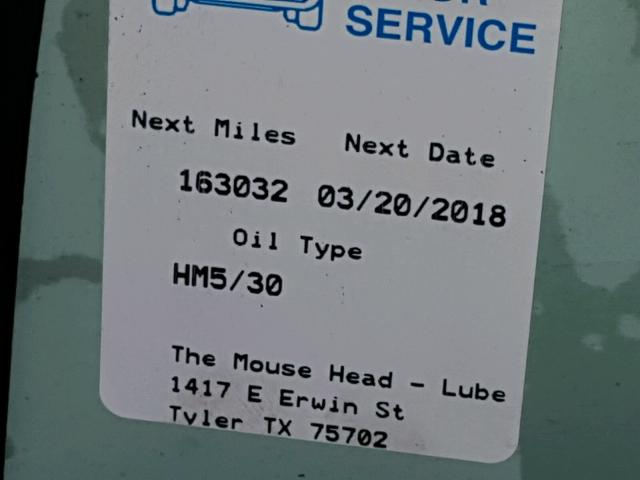 SERVICE
Next Miles Next Date
163032 03/20/2018
Oil Type
HM5/30
The Mouse Head - Lube
1417 E Erwin St
Tyler TX 75702